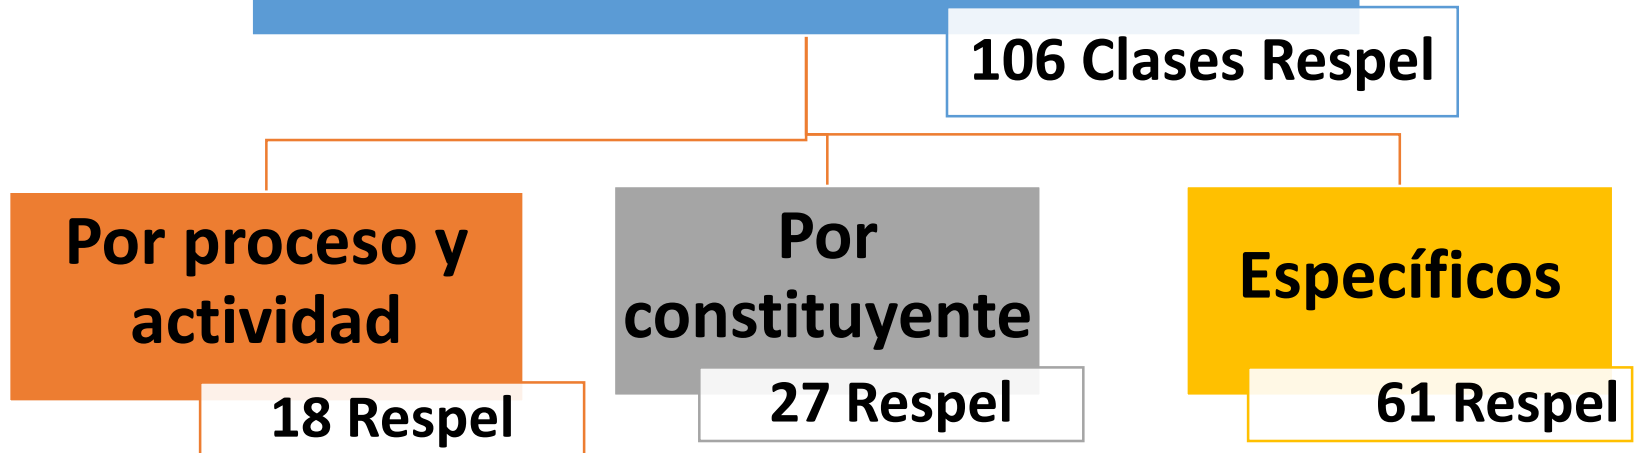 106 Clases Respel
Por proceso y
actividad
18 Respel
Por
constituyente
27 Respel
Específicos
61 Respel